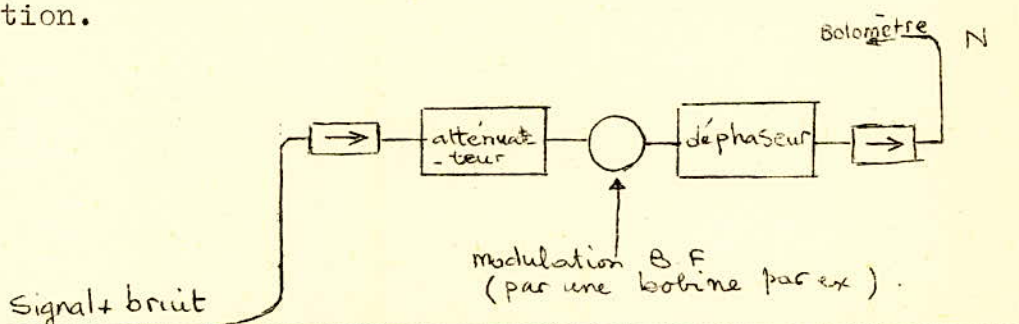 tion.
Bolomètre N
atténuat
-teur
déphaseur
modulation B F
(par une bobine par ex).
Signal + bruit